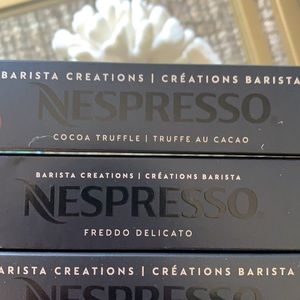 BARISTA CREATIONS | CRÉATIONS BARISTA
NESPRESSO
COCOA TRUFFLE | TRUFFE AU CACAO
BARISTA CREATIONS | CRÉATIONS BARISTA
NESPRESSO
FREDDO DELICATO
BARISTA CREATIONS | CRÉATIONS BARISTA
NESPRESSO